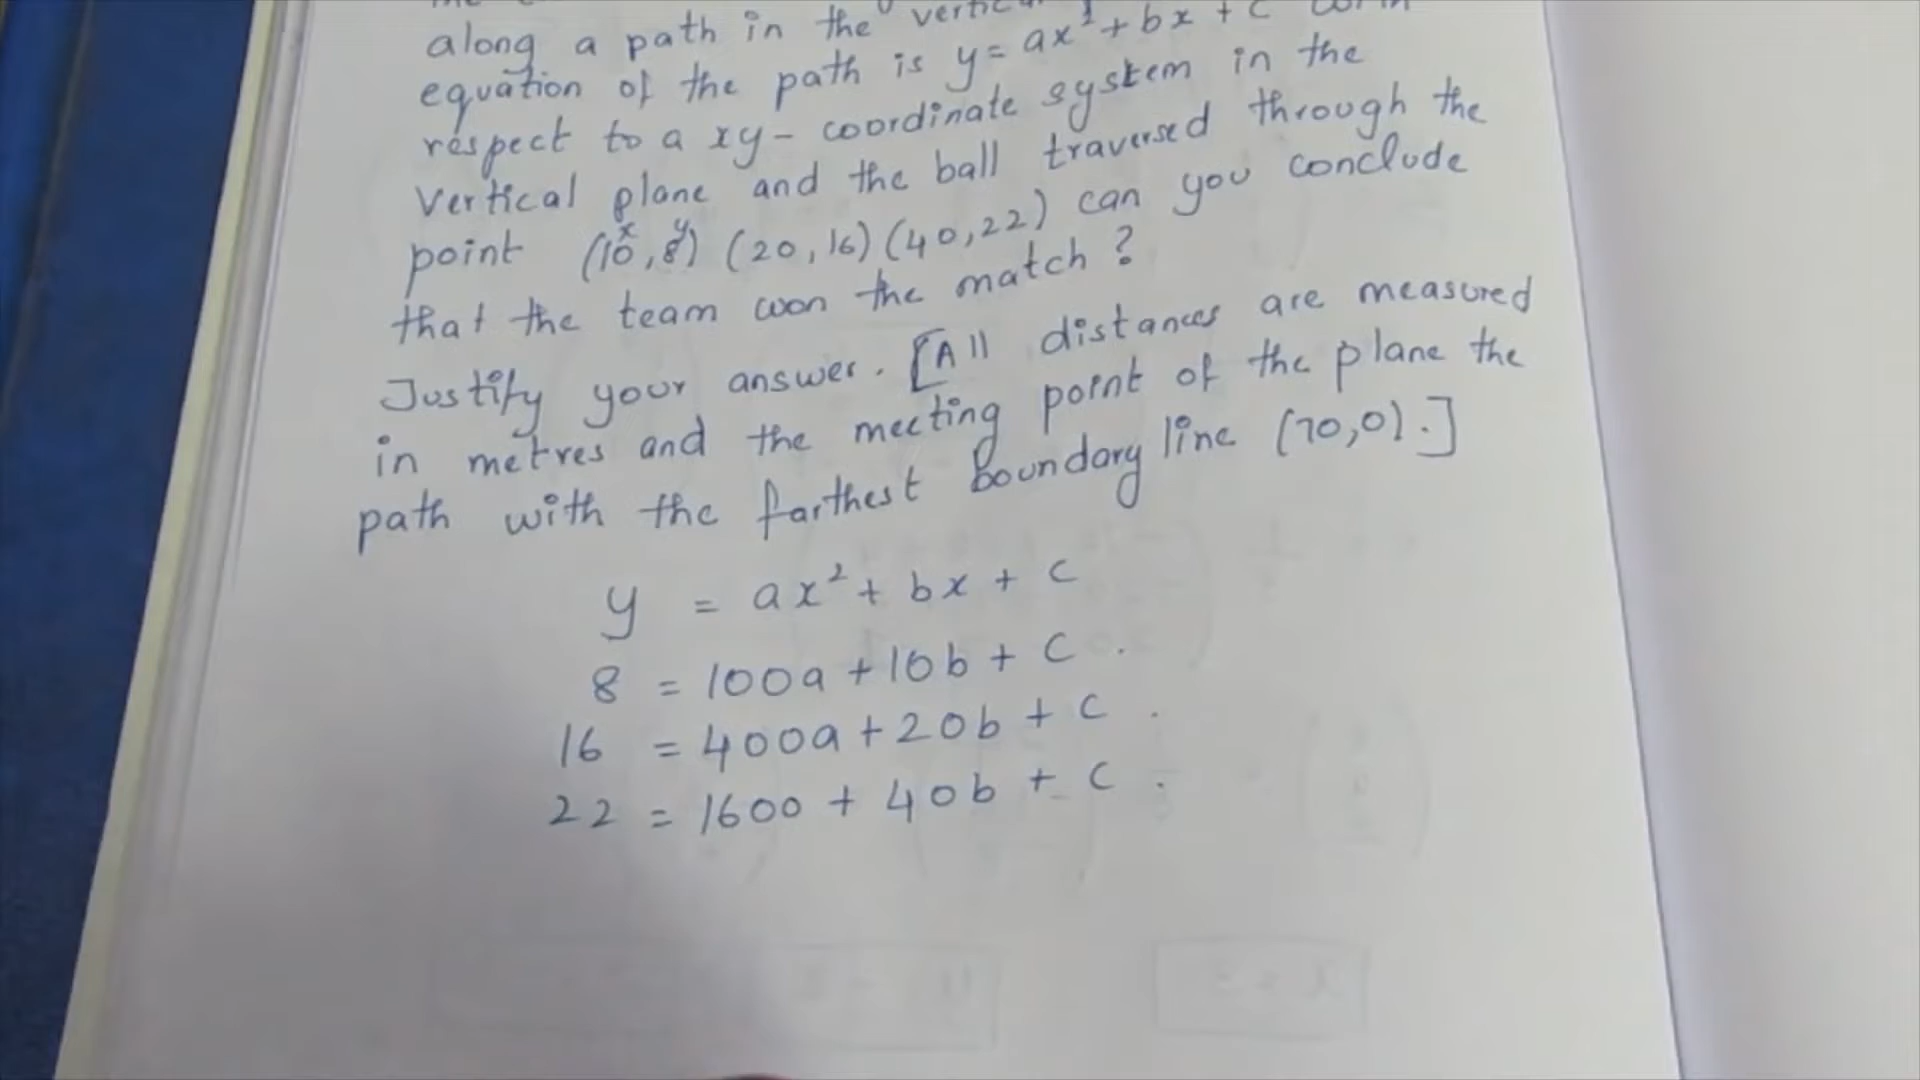 along a path in the vertic
equation of the path is y = ax² + bx + c
respect to a xy- coordinate system in the
vertical plane and the ball traversed through the
point (10, 8) (20, 16) (40, 22) can you conclude
x y
that the team won the match?
Justify your answer. [All distances are measured
in metres and the meeting point of the plane the
path with the farthest boundary line (70,0).]
y = ax² + bx + c
8 = 100a + 10b + c.
16 = 400a + 20b + c.
22 = 1600 + 40b + c.